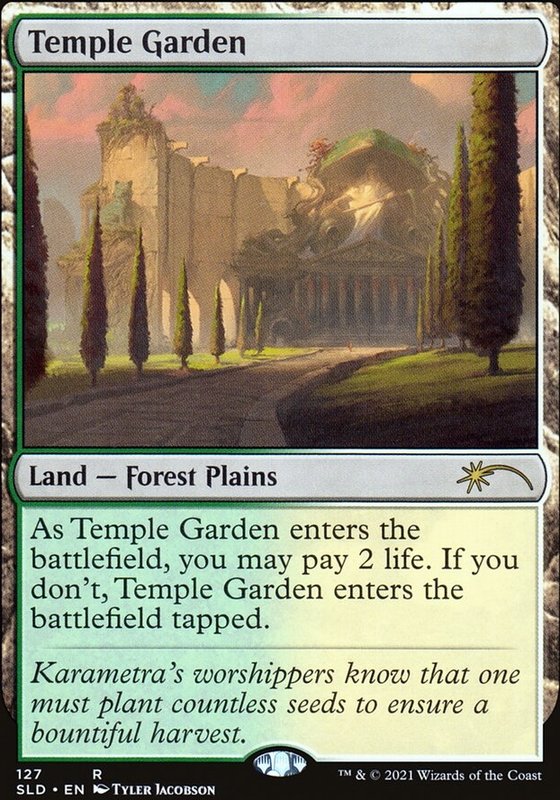 Temple Garden
Land — Forest Plains
As Temple Garden enters the
battlefield, you may pay 2 life. If you
don't, Temple Garden enters the
battlefield tapped.
Karametra's worshippers know that one
must plant countless seeds to ensure a
bountiful harvest.
127 R
SLD • EN Tyler Jacobson
™ & © 2021 Wizards of the Coast